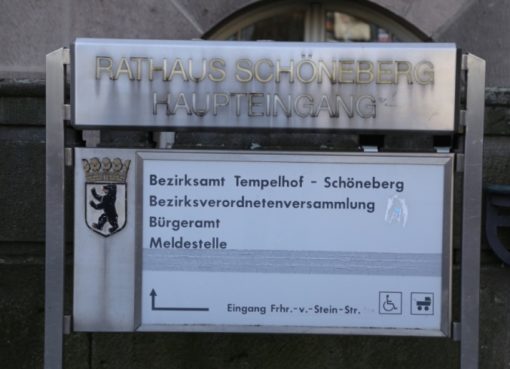 RATHAUS SCHÖNEBERG
HAUPTEINGANG
Bezirksamt Tempelhof - Schöneberg
Bezirksverordnetenversammlung
Bürgeramt
Meldestelle
Eingang Frhr.-v.-Stein-Str.